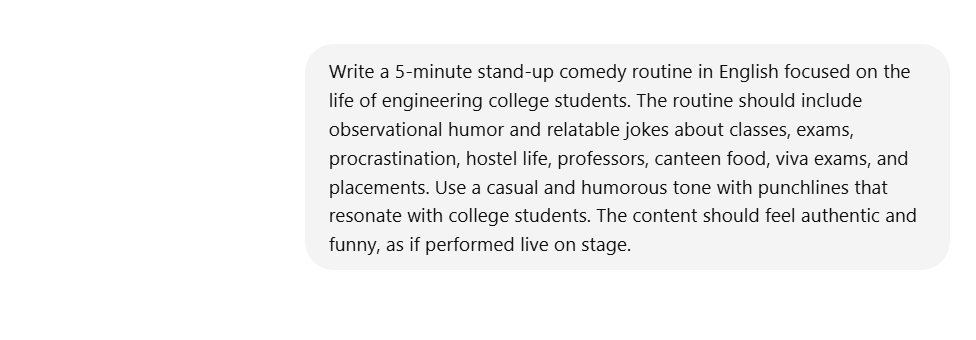 Write a 5-minute stand-up comedy routine in English focused on the
life of engineering college students. The routine should include
observational humor and relatable jokes about classes, exams,
procrastination, hostel life, professors, canteen food, viva exams, and
placements. Use a casual and humorous tone with punchlines that
resonate with college students. The content should feel authentic and
funny, as if performed live on stage.